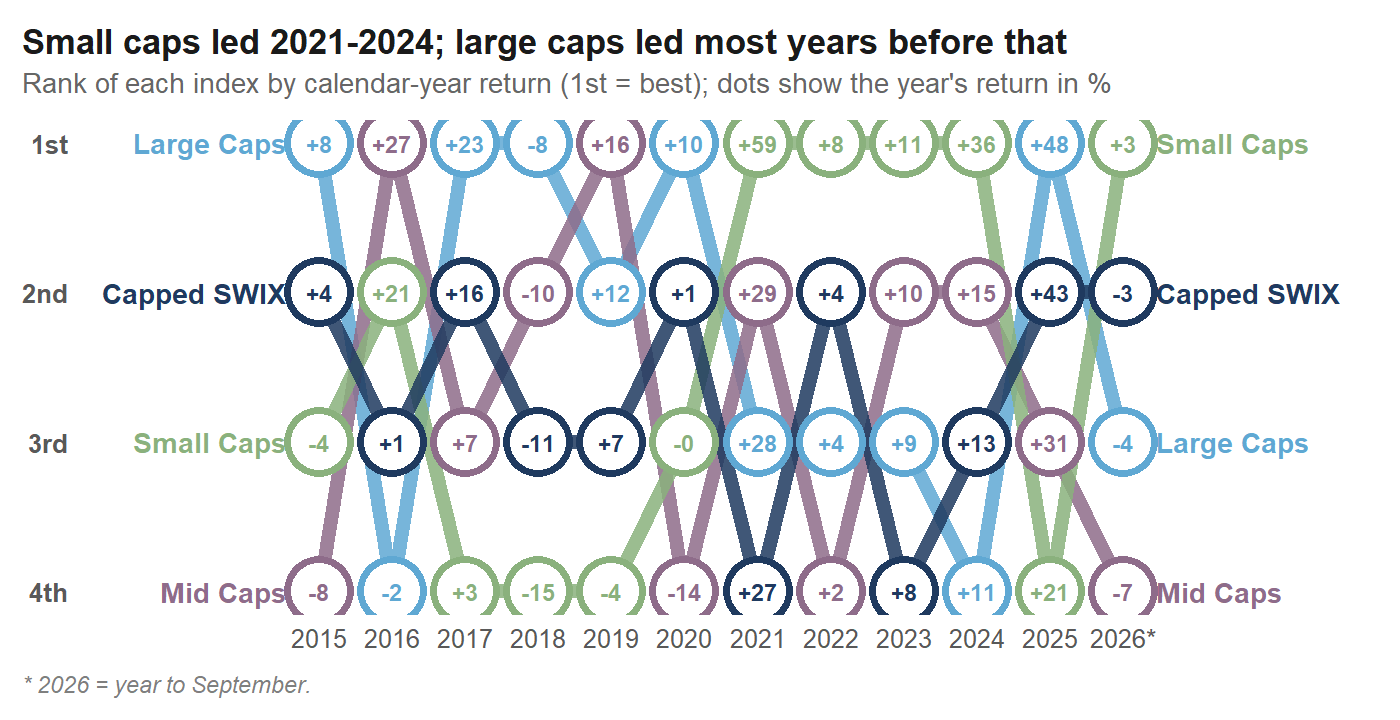 Small caps led 2021-2024; large caps led most years before that
Rank of each index by calendar-year return (1st = best); dots show the year's return in %
1st Large Caps +8 +27 +23 -8 +16 +10 +59 +8 +11 +36 +48 +3 Small Caps
2nd Capped SWIX +4 +21 +16 -10 +12 +1 +29 +4 +10 +15 +43 -3 Capped SWIX
3rd Small Caps -4 +1 +7 -11 +7 -0 +28 +4 +9 +13 +31 -4 Large Caps
4th Mid Caps -8 -2 +3 -15 -4 -14 +27 +2 +8 +11 +21 -7 Mid Caps
2015 2016 2017 2018 2019 2020 2021 2022 2023 2024 2025 2026*
* 2026 = year to September.